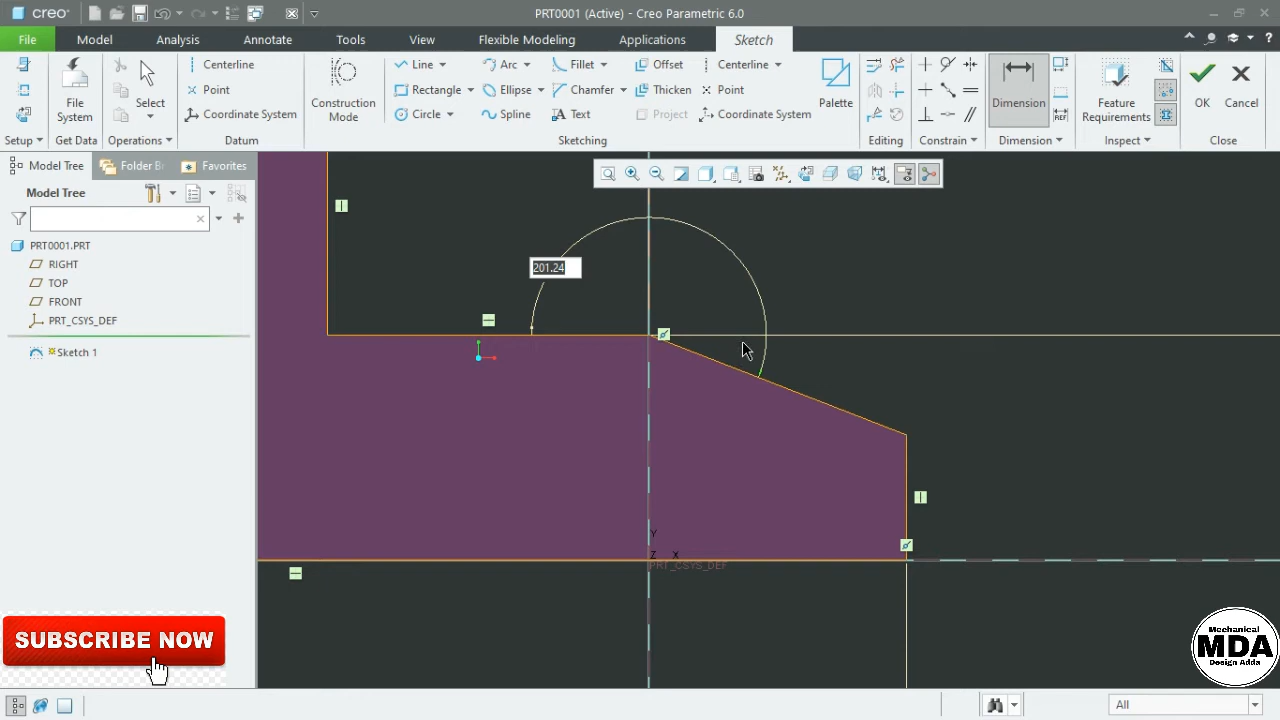 creo
PRT0001 (Active) - Creo Parametric 6.0
File Model Analysis Annotate Tools View Flexible Modeling Applications Sketch
File System
Select
Centerline
Point
Coordinate System
Construction Mode
Line Arc Fillet Offset Centerline
Rectangle Ellipse Chamfer Thicken Point
Circle Spline Text Project Coordinate System
Palette
Dimension
REF
Feature Requirements
OK Cancel
Setup Get Data Operations Datum Sketching Editing Constrain Dimension Inspect Close
Model Tree Folder B Favorites
Model Tree
PRT0001.PRT
RIGHT
TOP
FRONT
PRT_CSYS_DEF
Sketch 1
201.24
Y
Z X
PRT_CSYS_DEF
SUBSCRIBE NOW
Mechanical
MDA
Design Adda
All